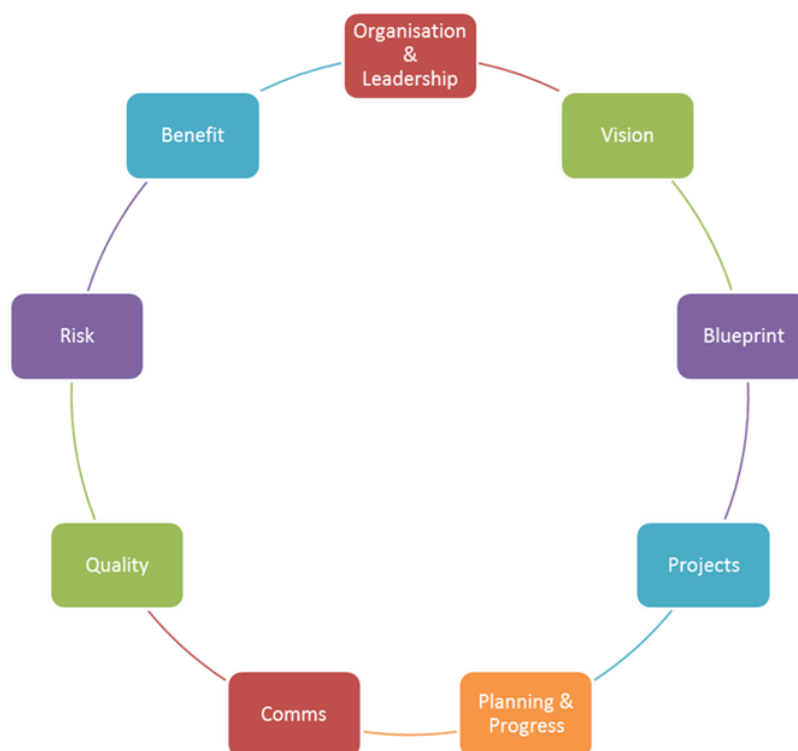 Organisation
&
Leadership
Vision
Blueprint
Projects
Planning &
Progress
Comms
Quality
Risk
Benefit